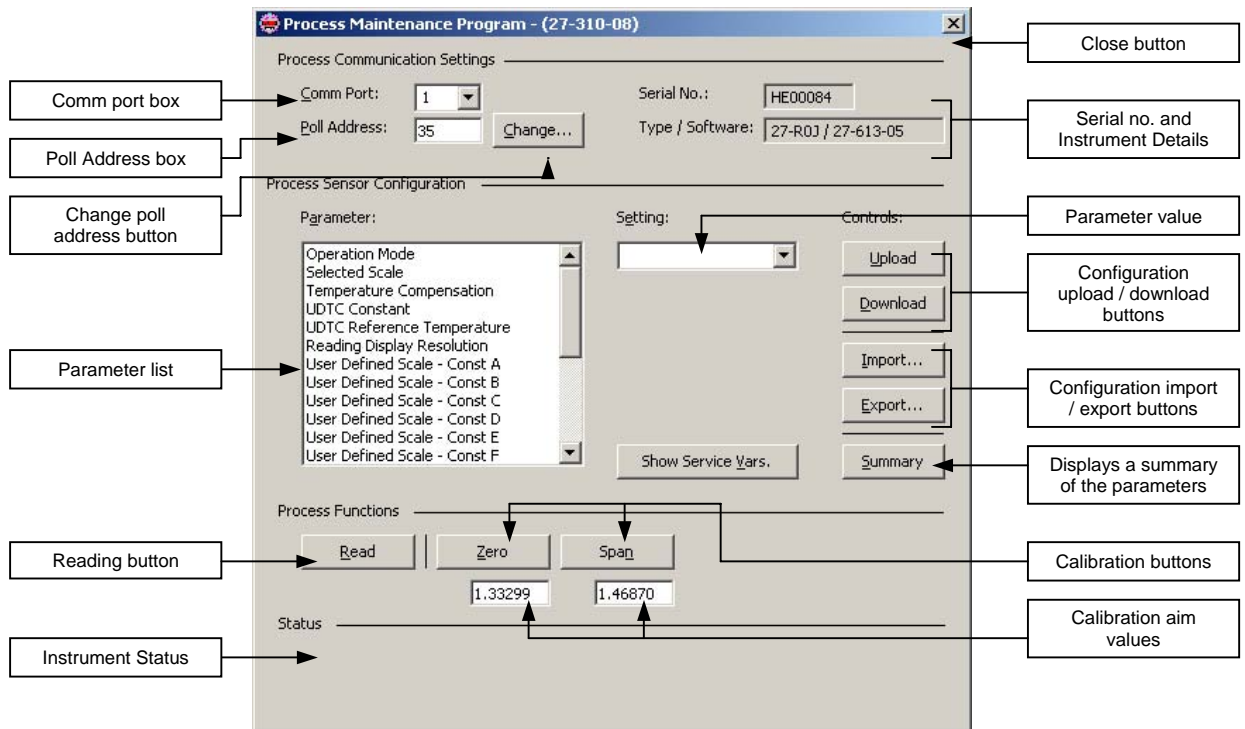 Process Maintenance Program - (27-310-08)
Close button
Process Communication Settings
Comm port box
Comm Port:
1
Serial No.:
HE00084
Serial no. and
Instrument Details
Poll Address box
Poll Address:
35
Change...
Type / Software:
27-R0J / 27-613-05
Change poll
address button
Process Sensor Configuration
Parameter:
Setting:
Controls:
Parameter value
Parameter list
Operation Mode
Selected Scale
Temperature Compensation
UDTC Constant
UDTC Reference Temperature
Reading Display Resolution
User Defined Scale - Const A
User Defined Scale - Const B
User Defined Scale - Const C
User Defined Scale - Const D
User Defined Scale - Const E
User Defined Scale - Const F
Upload
Download
Configuration
upload / download
buttons
Import...
Export...
Configuration import
/ export buttons
Show Service Vars.
Summary
Displays a summary
of the parameters
Process Functions
Reading button
Read
Zero
Span
Calibration buttons
1.33299
1.46870
Calibration aim
values
Status
Instrument Status